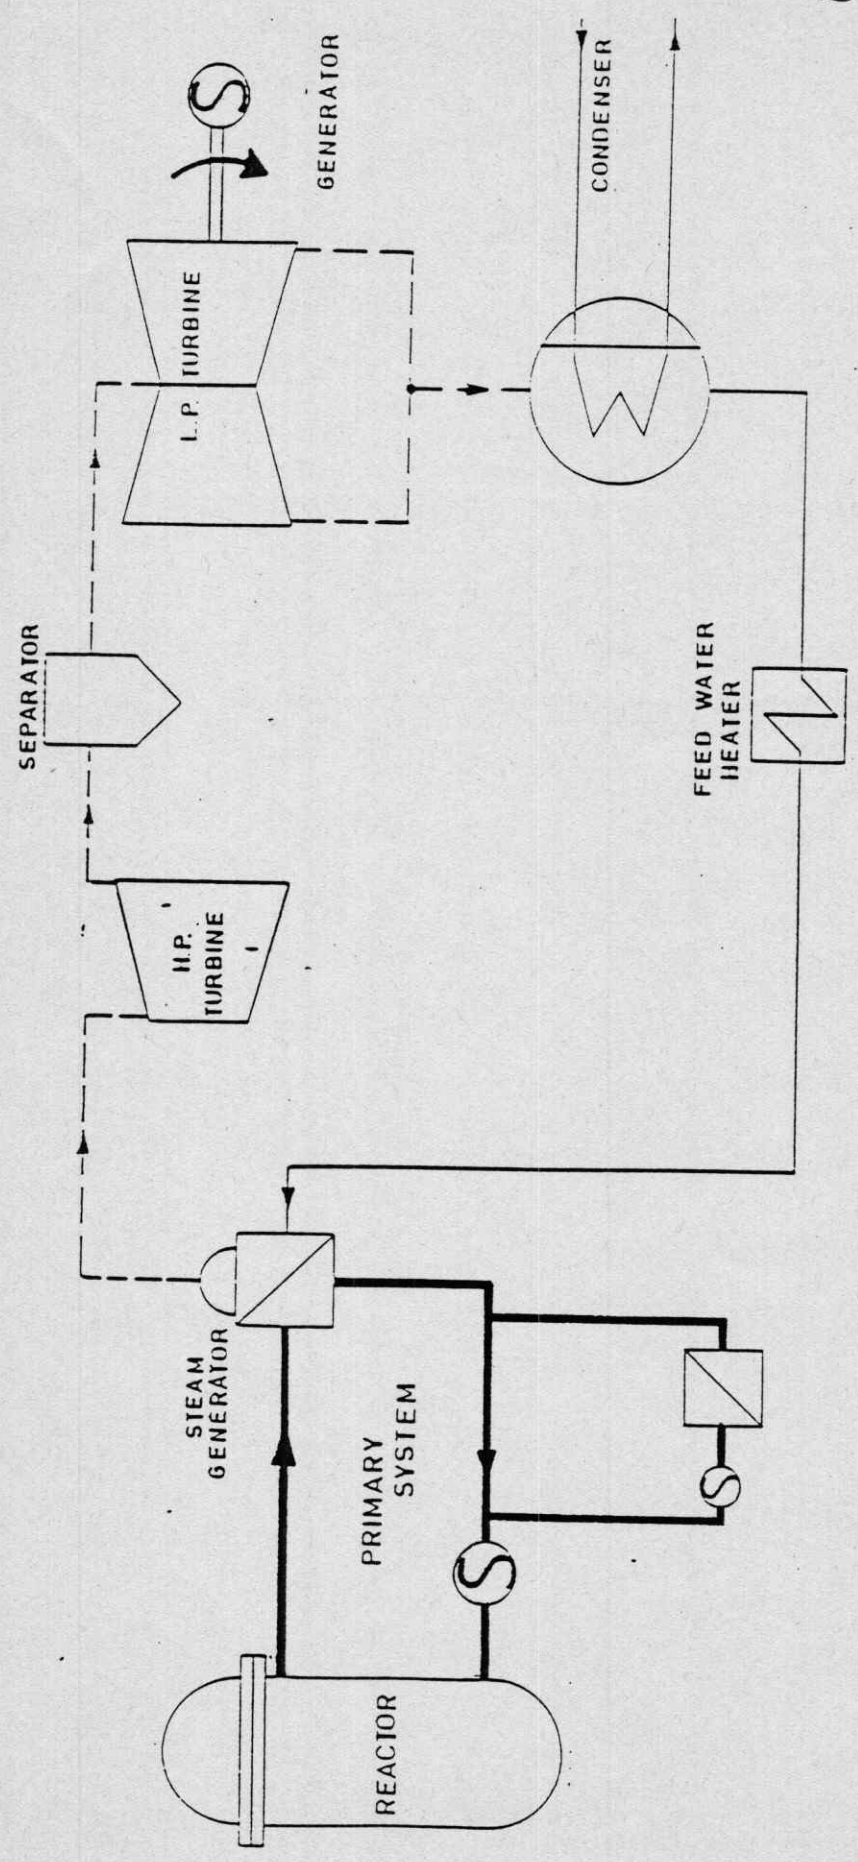 SEPARATOR
H.P.
TURBINE
L.P. TURBINE
GENERATOR
STEAM
GENERATOR
CONDENSER
PRIMARY
SYSTEM
REACTOR
FEED WATER
HEATER